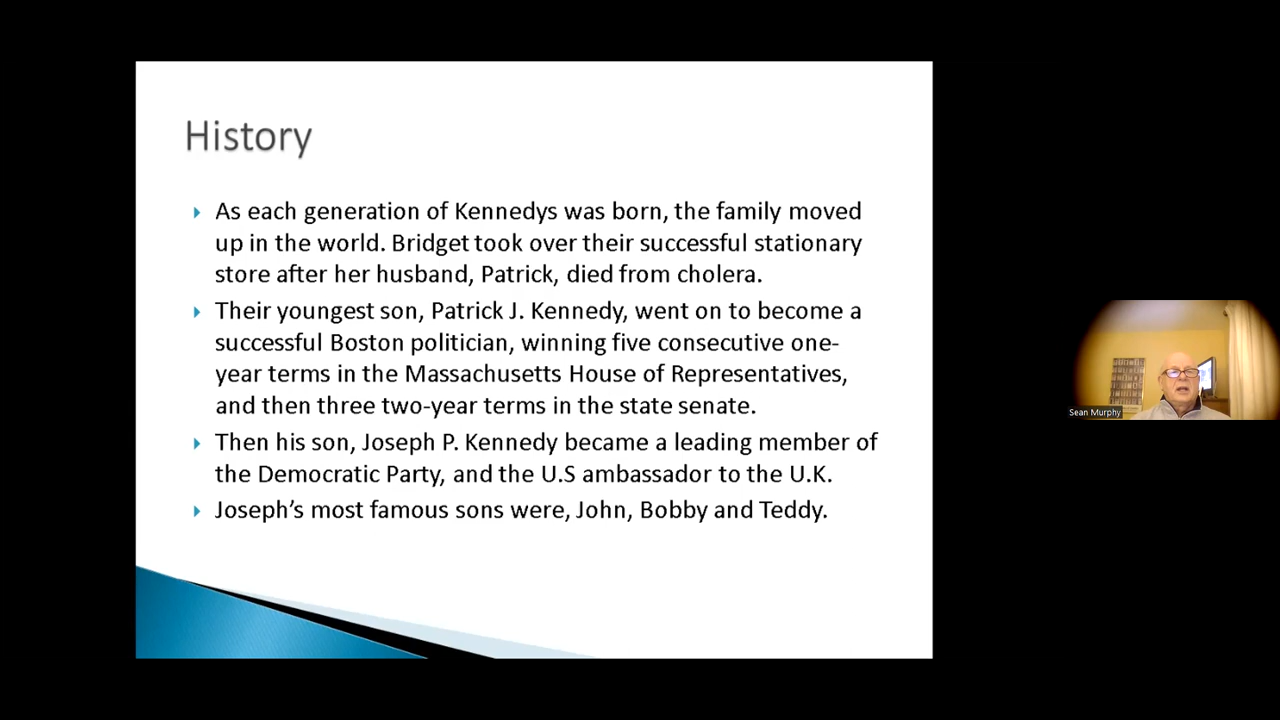 History
As each generation of Kennedys was born, the family moved
up in the world. Bridget took over their successful stationary
store after her husband, Patrick, died from cholera.
Their youngest son, Patrick J. Kennedy, went on to become a
successful Boston politician, winning five consecutive one-
year terms in the Massachusetts House of Representatives,
and then three two-year terms in the state senate.
Then his son, Joseph P. Kennedy became a leading member of
the Democratic Party, and the U.S ambassador to the U.K.
Joseph’s most famous sons were, John, Bobby and Teddy.
Sean Murphy